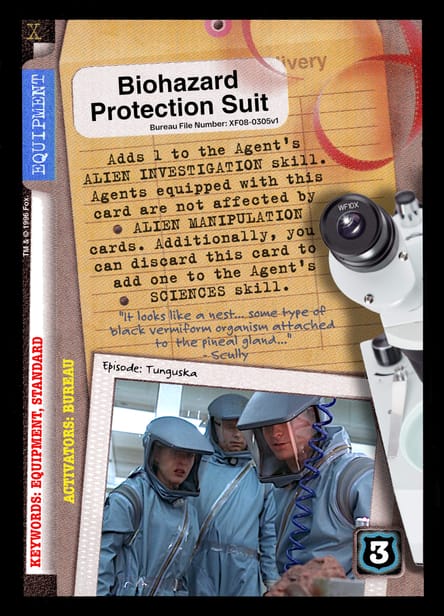 X
ivery
Biohazard
Protection Suit
Bureau File Number: XF08-0305v1
EQUIPMENT
Adds 1 to the Agent's
ALIEN INVESTIGATION skill.
Agents equipped with this
card are not affected by
ALIEN MANIPULATION
cards. Additionally, you
can discard this card to
add one to the Agent's
SCIENCES skill.
WF10X
TM & © 1996 Fox.
"It looks like a nest... some type of
black vermiform organism attached
to the pineal gland..."
- Scully
Episode: Tunguska
KEYWORDS: EQUIPMENT, STANDARD
ACTIVATORS: BUREAU
3